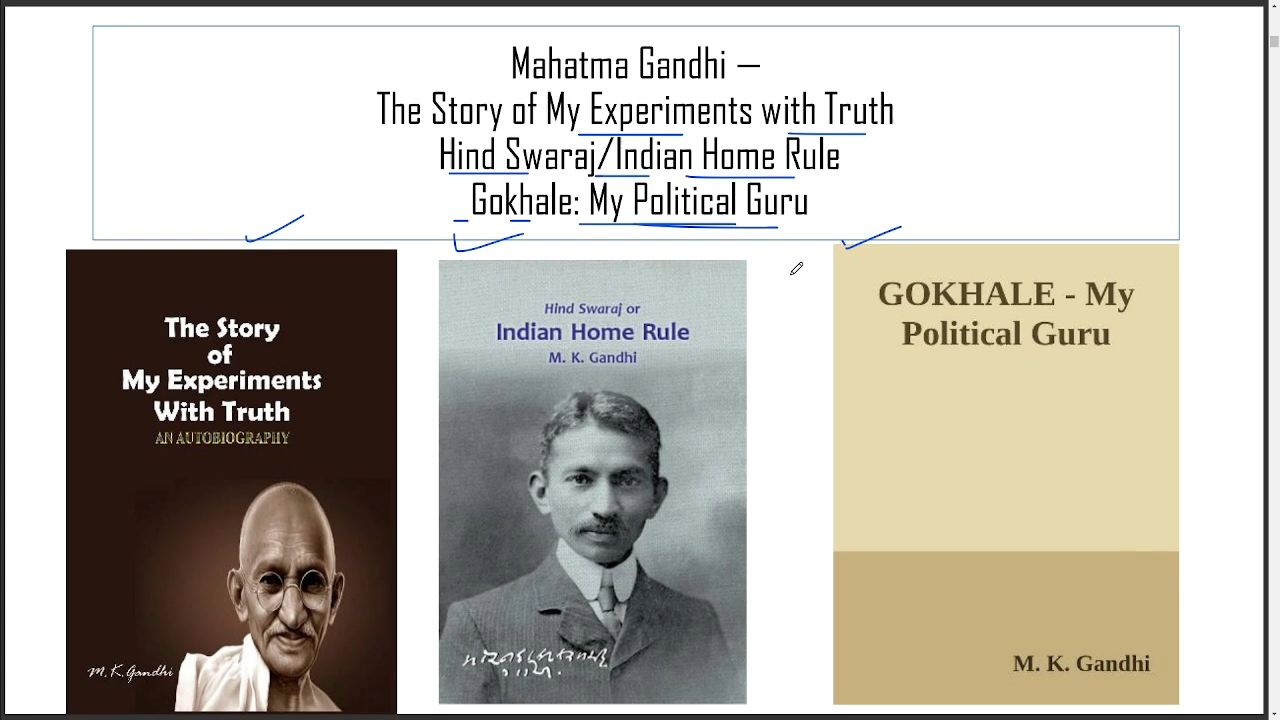 Mahatma Gandhi —
The Story of My Experiments with Truth
Hind Swaraj/Indian Home Rule
Gokhale: My Political Guru
The Story
of
My Experiments
With Truth
AN AUTOBIOGRAPHY
M. K. Gandhi
Hind Swaraj or
Indian Home Rule
M. K. Gandhi
GOKHALE - My
Political Guru
M. K. Gandhi